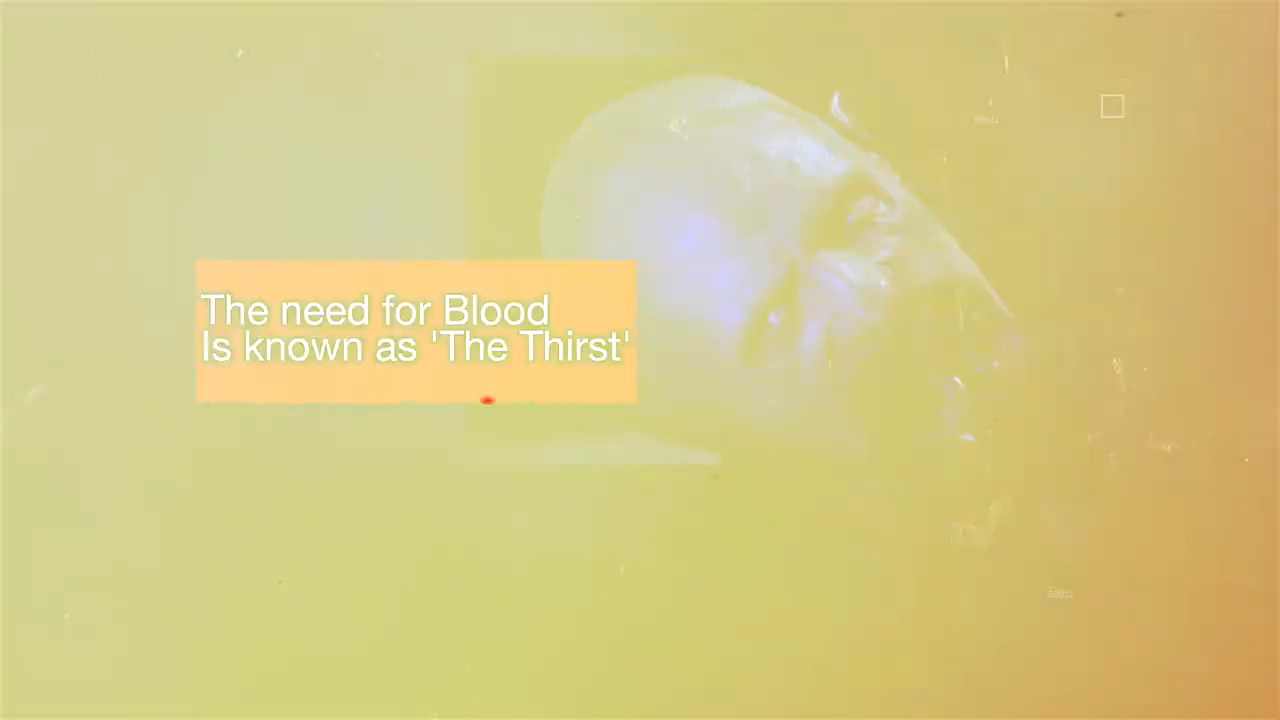 The need for Blood
Is known as 'The Thirst'